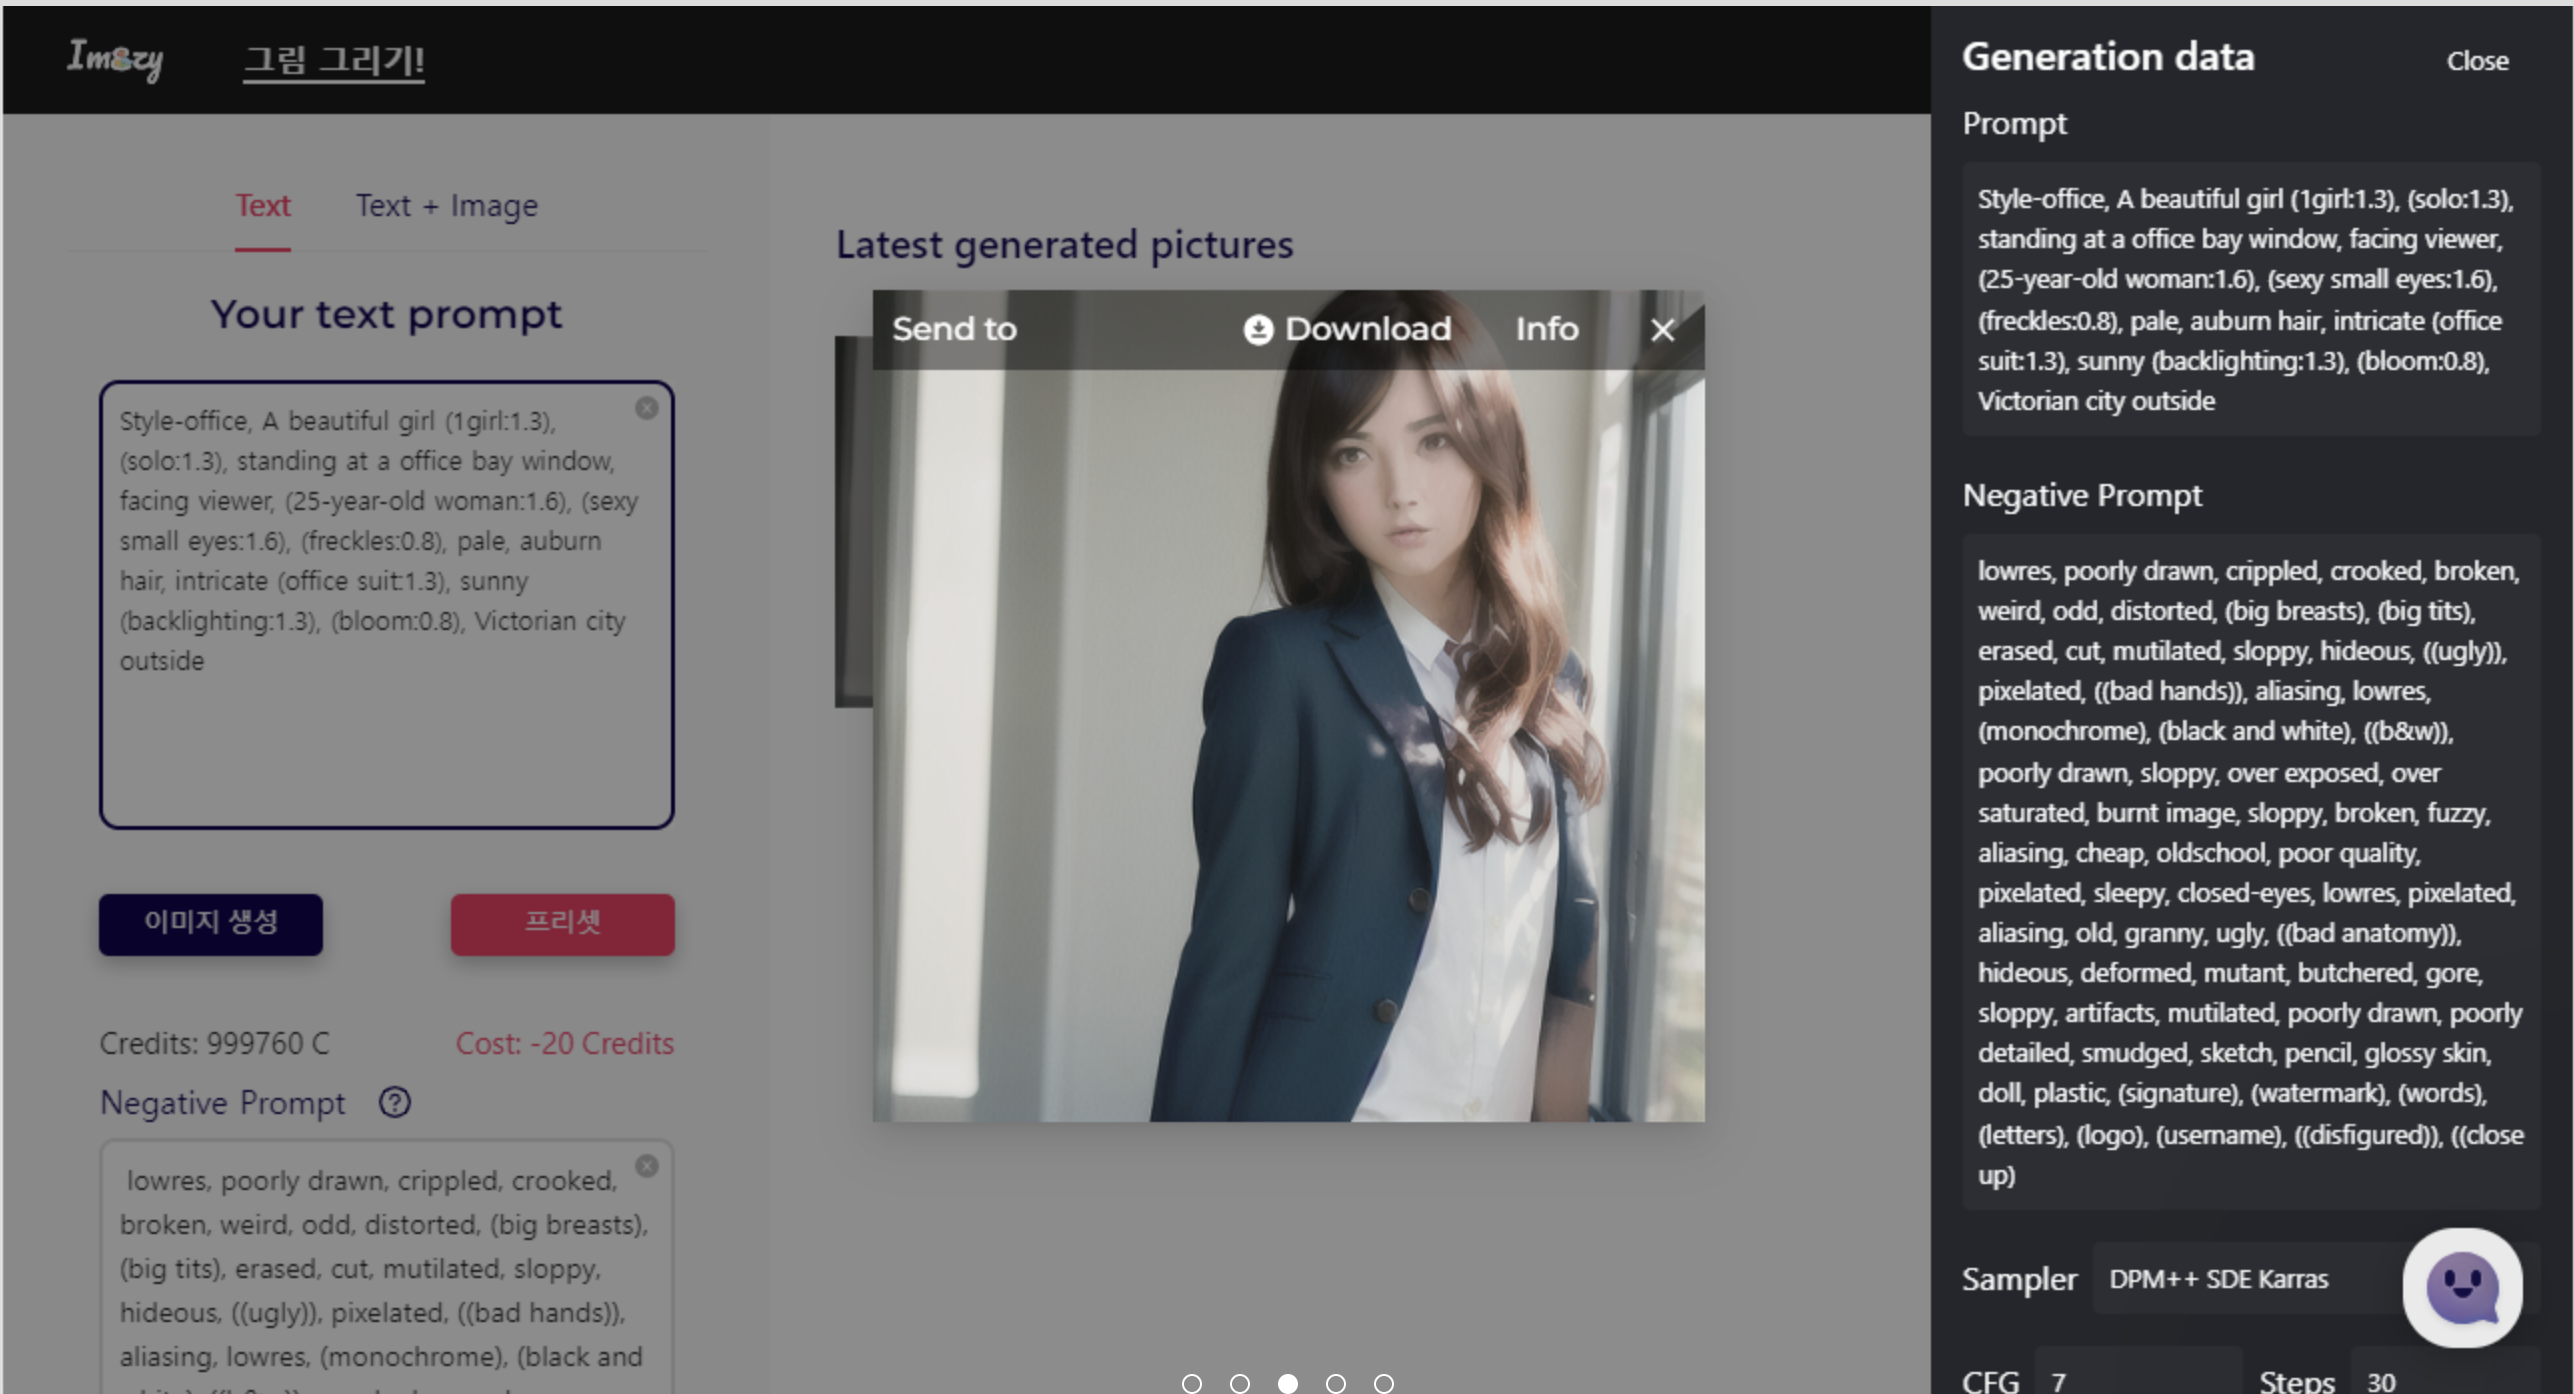 Imezy
그림 그리기!
Text
Text + Image
Your text prompt
Style-office, A beautiful girl (1girl:1.3),
(solo:1.3), standing at a office bay window,
facing viewer, (25-year-old woman:1.6), (sexy
small eyes:1.6), (freckles:0.8), pale, auburn
hair, intricate (office suit:1.3), sunny
(backlighting:1.3), (bloom:0.8), Victorian city
outside
이미지 생성
프리셋
Credits: 999760 C
Cost: -20 Credits
Negative Prompt
?
lowres, poorly drawn, crippled, crooked,
broken, weird, odd, distorted, (big breasts),
(big tits), erased, cut, mutilated, sloppy,
hideous, ((ugly)), pixelated, ((bad hands)),
aliasing, lowres, (monochrome), (black and
Latest generated pictures
Send to
Download
Info
Generation data
Close
Prompt
Style-office, A beautiful girl (1girl:1.3), (solo:1.3),
standing at a office bay window, facing viewer,
(25-year-old woman:1.6), (sexy small eyes:1.6),
(freckles:0.8), pale, auburn hair, intricate (office
suit:1.3), sunny (backlighting:1.3), (bloom:0.8),
Victorian city outside
Negative Prompt
lowres, poorly drawn, crippled, crooked, broken,
weird, odd, distorted, (big breasts), (big tits),
erased, cut, mutilated, sloppy, hideous, ((ugly)),
pixelated, ((bad hands)), aliasing, lowres,
(monochrome), (black and white), ((b&w)),
poorly drawn, sloppy, over exposed, over
saturated, burnt image, sloppy, broken, fuzzy,
aliasing, cheap, oldschool, poor quality,
pixelated, sleepy, closed-eyes, lowres, pixelated,
aliasing, old, granny, ugly, ((bad anatomy)),
hideous, deformed, mutant, butchered, gore,
sloppy, artifacts, mutilated, poorly drawn, poorly
detailed, smudged, sketch, pencil, glossy skin,
doll, plastic, (signature), (watermark), (words),
(letters), (logo), (username), ((disfigured)), ((close
up)
Sampler
DPM++ SDE Karras
CFG
7
Steps
30